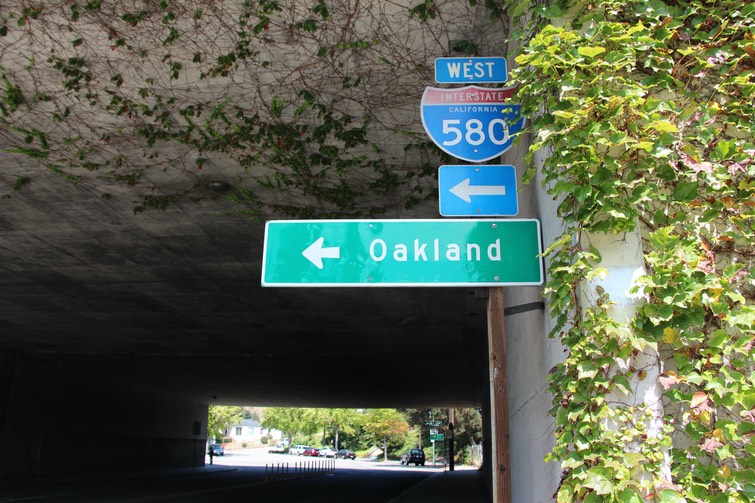 WEST
INTERSTATE
CALIFORNIA
580
Oakland